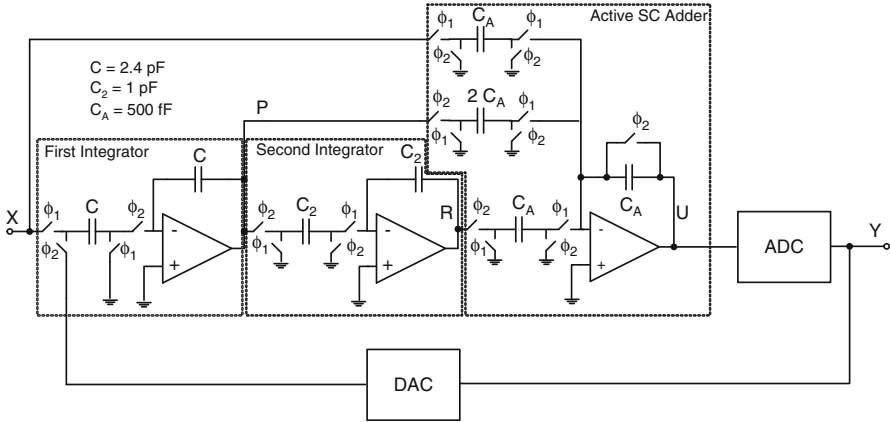 Active SC Adder
ϕ1 CA ϕ1
ϕ2 ϕ2
C = 2.4 pF
C2 = 1 pF
CA = 500 fF
P
ϕ2 2 CA ϕ1
ϕ1 ϕ2
First Integrator
Second Integrator
ϕ2
C
C2
CA
U
X
ϕ1 C ϕ2
ϕ2 ϕ1
-
+
ϕ2 C2 ϕ1
ϕ1 ϕ2
-
+
R
ϕ2 CA ϕ1
ϕ1 ϕ2
-
+
ADC
Y
DAC